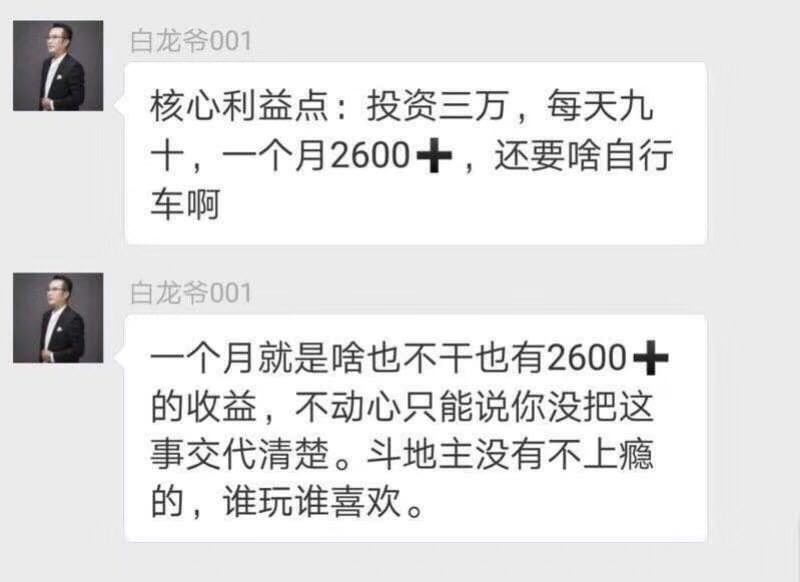 白龙爷001
核心利益点：投资三万，每天九
十，一个月2600➕，还要啥自行
车啊
白龙爷001
一个月就是啥也不干也有2600➕
的收益，不动心只能说你没把这
事交代清楚。斗地主没有不上瘾
的，谁玩谁喜欢。